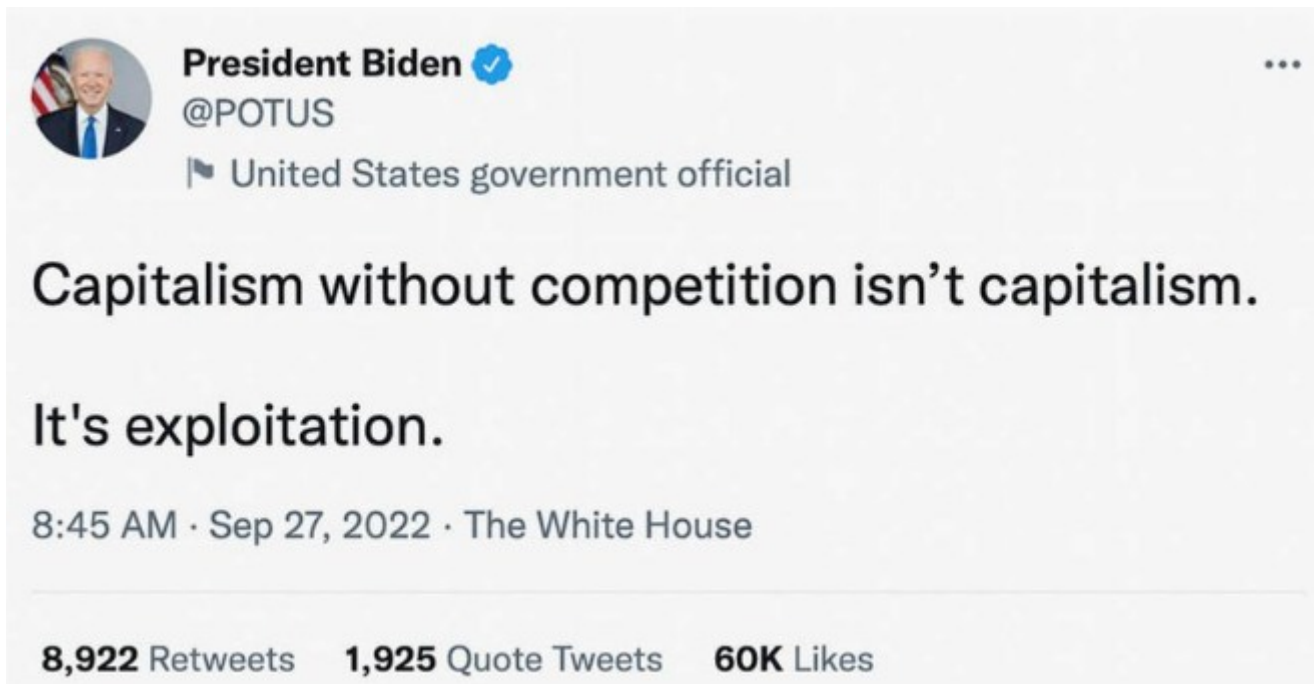 President Biden
@POTUS
United States government official
Capitalism without competition isn’t capitalism.
It's exploitation.
8:45 AM · Sep 27, 2022 · The White House
8,922 Retweets 1,925 Quote Tweets 60K Likes